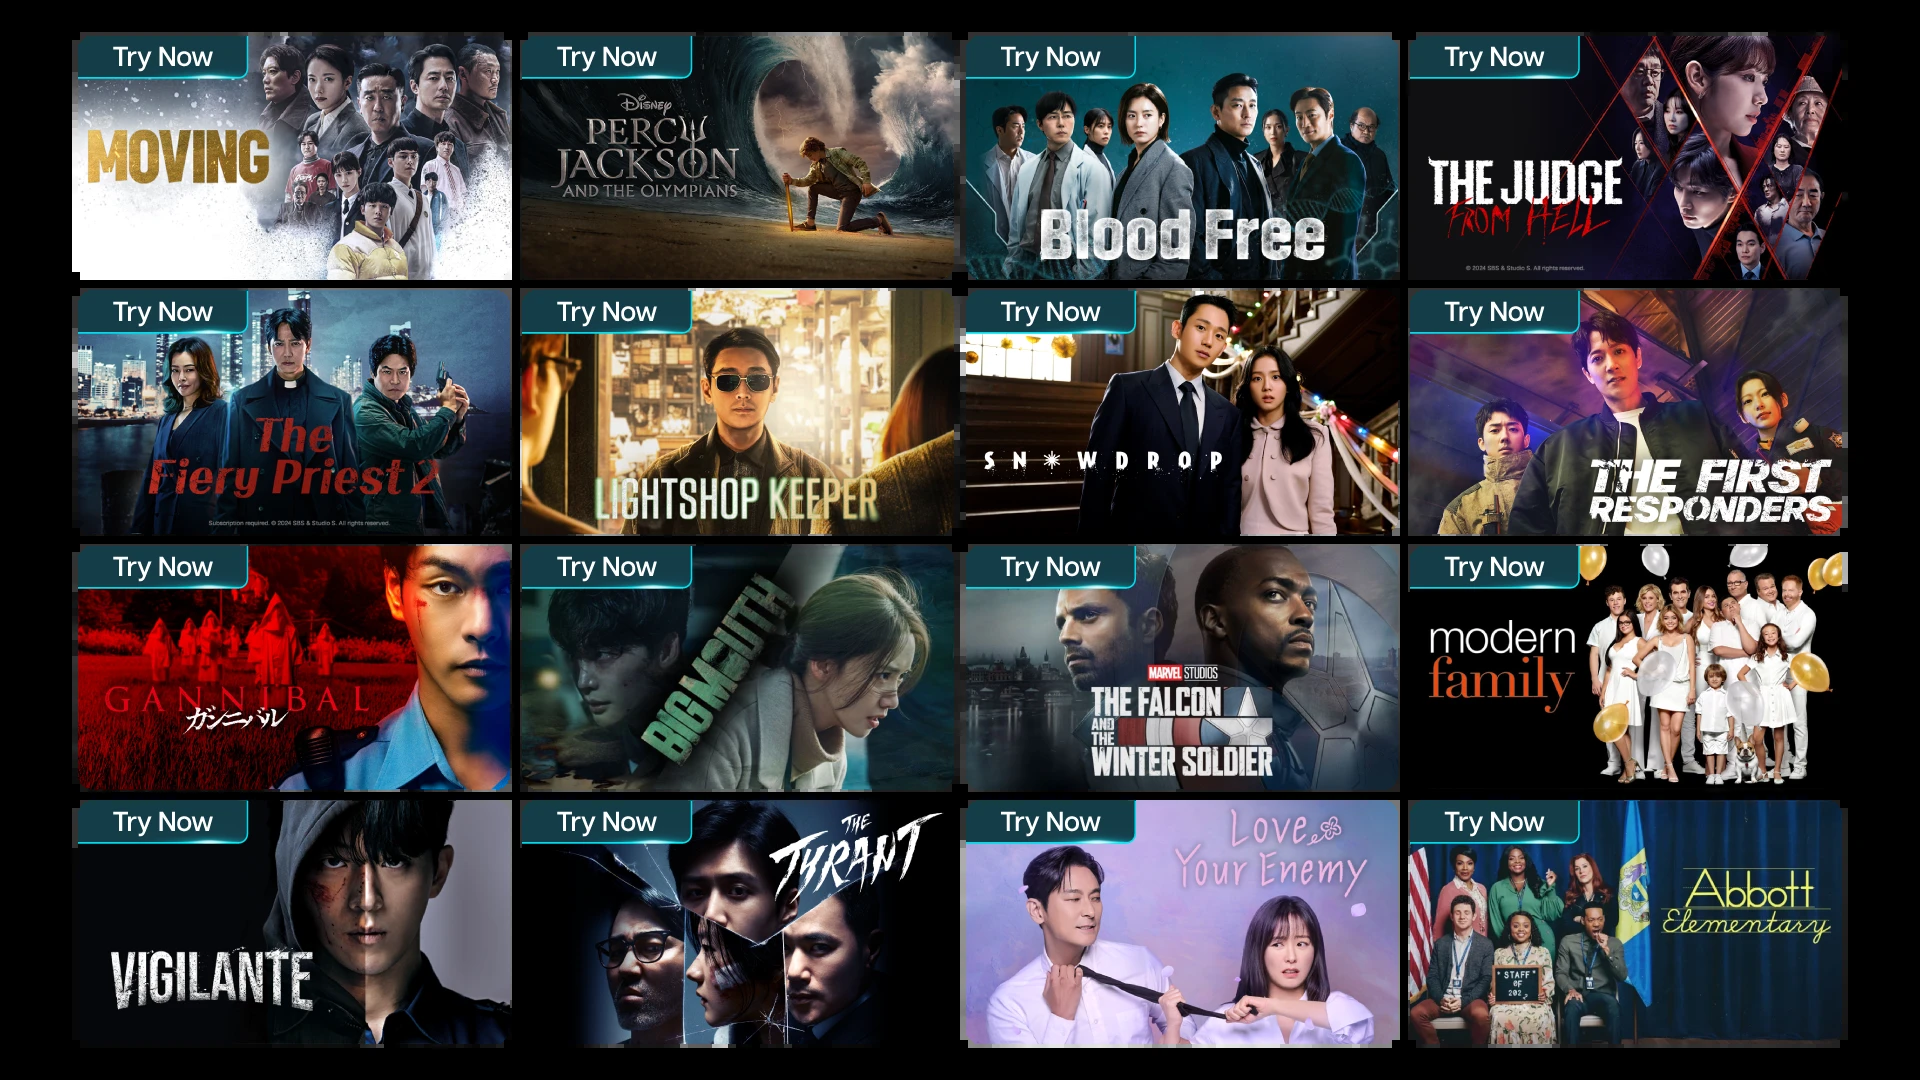 Try Now
MOVING
Try Now
Disney
PERCY
JACKSON
AND THE OLYMPIANS
Try Now
Blood Free
Try Now
THE JUDGE
FROM HELL
© 2024 SBS & Studio S. All rights reserved.
Try Now
The
Fiery Priest 2
Subscription required. © 2024 SBS & Studio S. All rights reserved.
Try Now
LIGHTSHOP KEEPER
Try Now
SNOWDROP
Try Now
THE FIRST
RESPONDERS
Try Now
GANNIBAL
ガンニバル
Try Now
BIGMOUTH
Try Now
MARVEL STUDIOS
THE FALCON
AND
THE
WINTER SOLDIER
Try Now
modern
family
Try Now
VIGILANTE
Try Now
THE
TYRANT
Try Now
Love
Your Enemy
Try Now
Abbott
Elementary
STAFF
OF